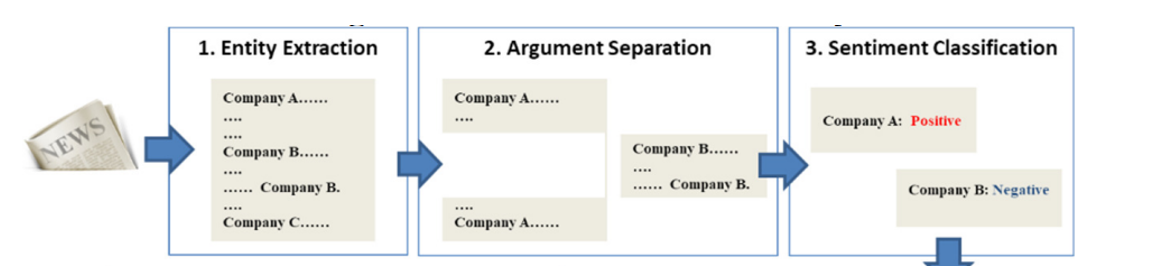 NEWS
1. Entity Extraction
Company A......
....
....
Company B......
....
...... Company B.
....
Company C......
2. Argument Separation
Company A......
....
....
Company A......
Company B......
....
...... Company B.
3. Sentiment Classification
Company A: Positive
Company B: Negative